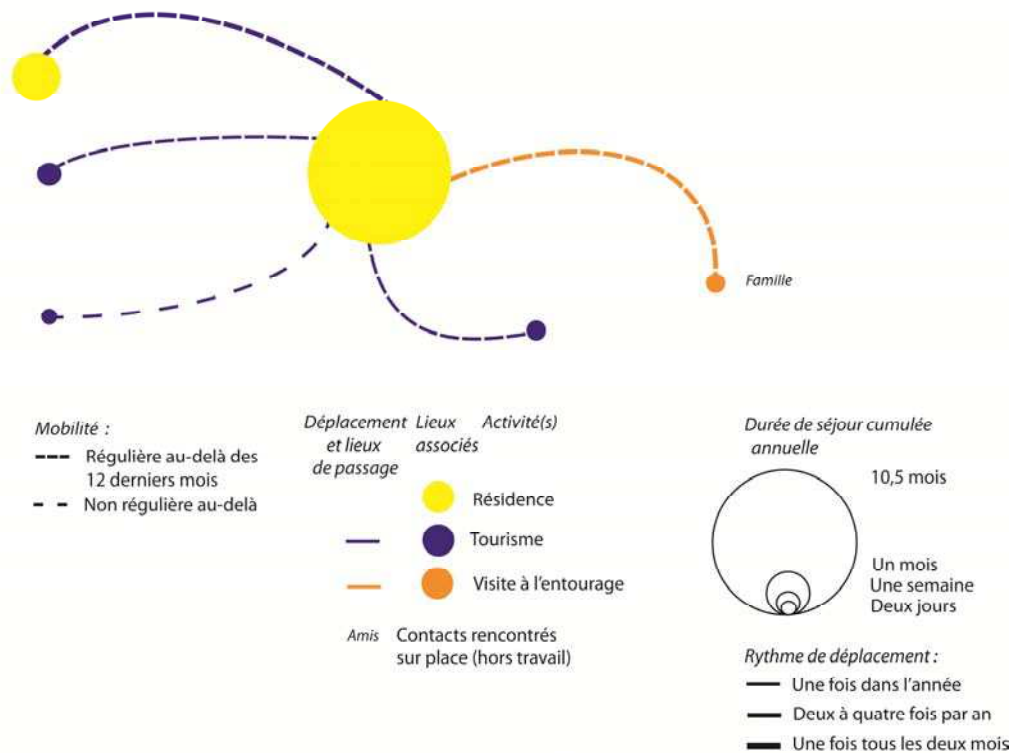 Famille
Mobilité :
Régulière au-delà des
12 derniers mois
Non régulière au-delà
Déplacement
et lieux
de passage
Lieux
associés
Activité(s)
Résidence
Tourisme
Visite à l'entourage
Amis
Contacts rencontrés
sur place (hors travail)
Durée de séjour cumulée
annuelle
10,5 mois
Un mois
Une semaine
Deux jours
Rythme de déplacement :
Une fois dans l'année
Deux à quatre fois par an
Une fois tous les deux mois